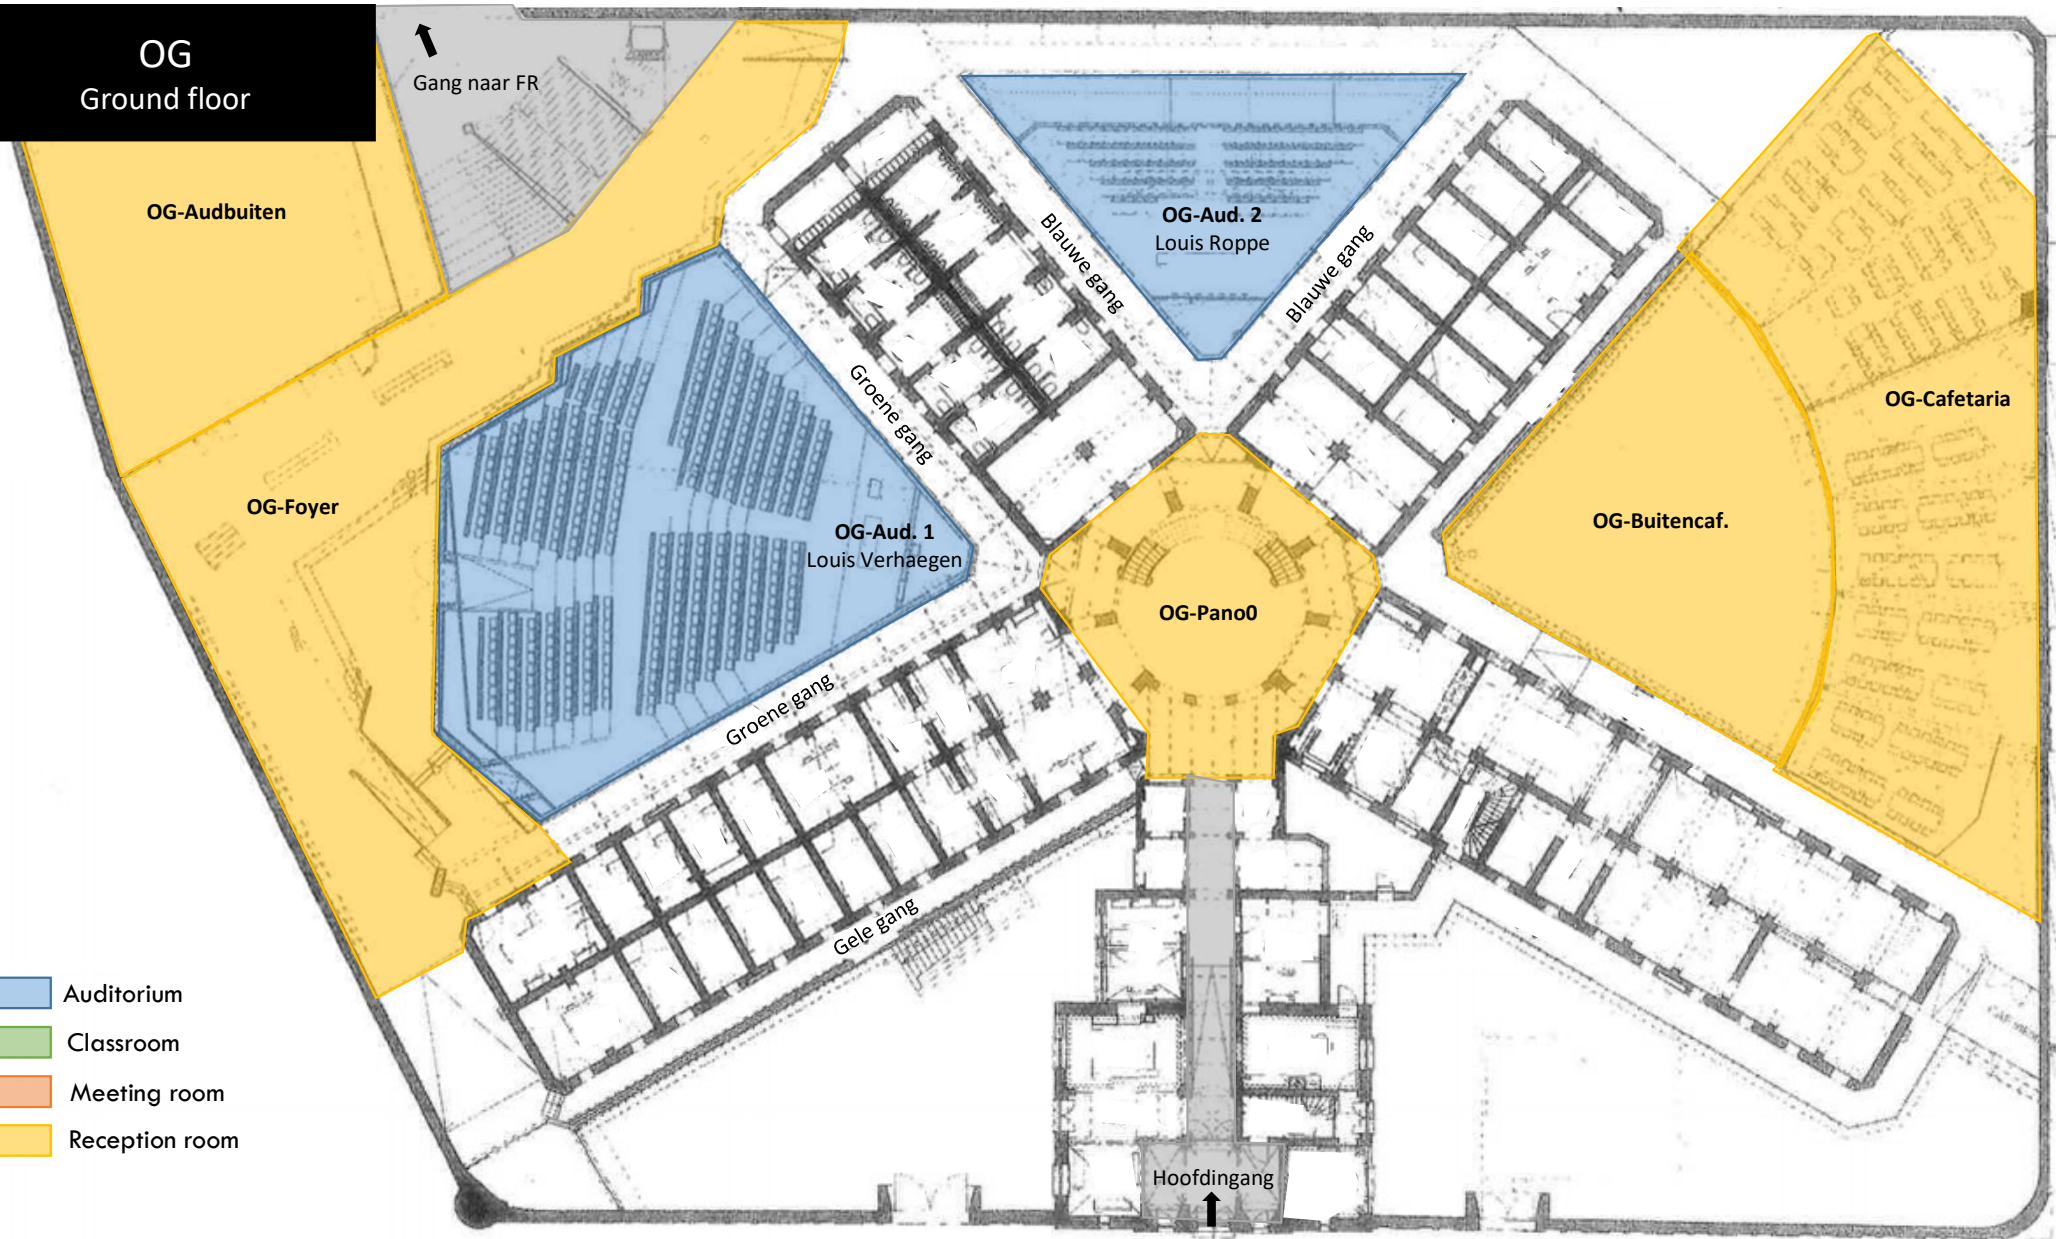 OG
Ground floor
Gang naar FR
OG-Audbuiten
OG-Aud. 2
Louis Roppe
Blauwe gang
Blauwe gang
Groene gang
OG-Cafetaria
OG-Foyer
OG-Aud. 1
Louis Verhaegen
OG-Buitencaf.
OG-Pano0
Groene gang
Gele gang
Auditorium
Classroom
Meeting room
Reception room
Hoofdingang